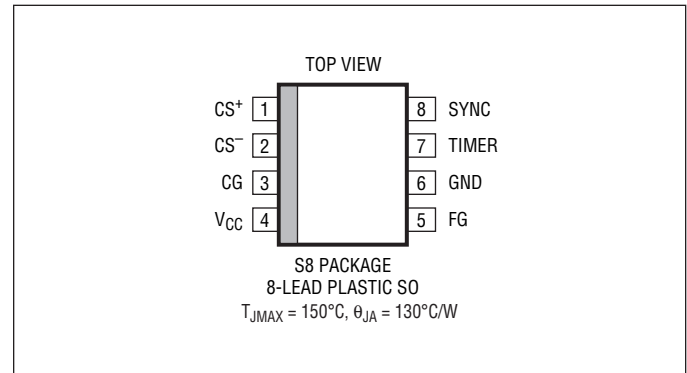 TOP VIEW
CS+ 1 8 SYNC
CS– 2 7 TIMER
CG 3 6 GND
VCC 4 5 FG
S8 PACKAGE
8-LEAD PLASTIC SO
TJMAX = 150°C, θJA = 130°C/W